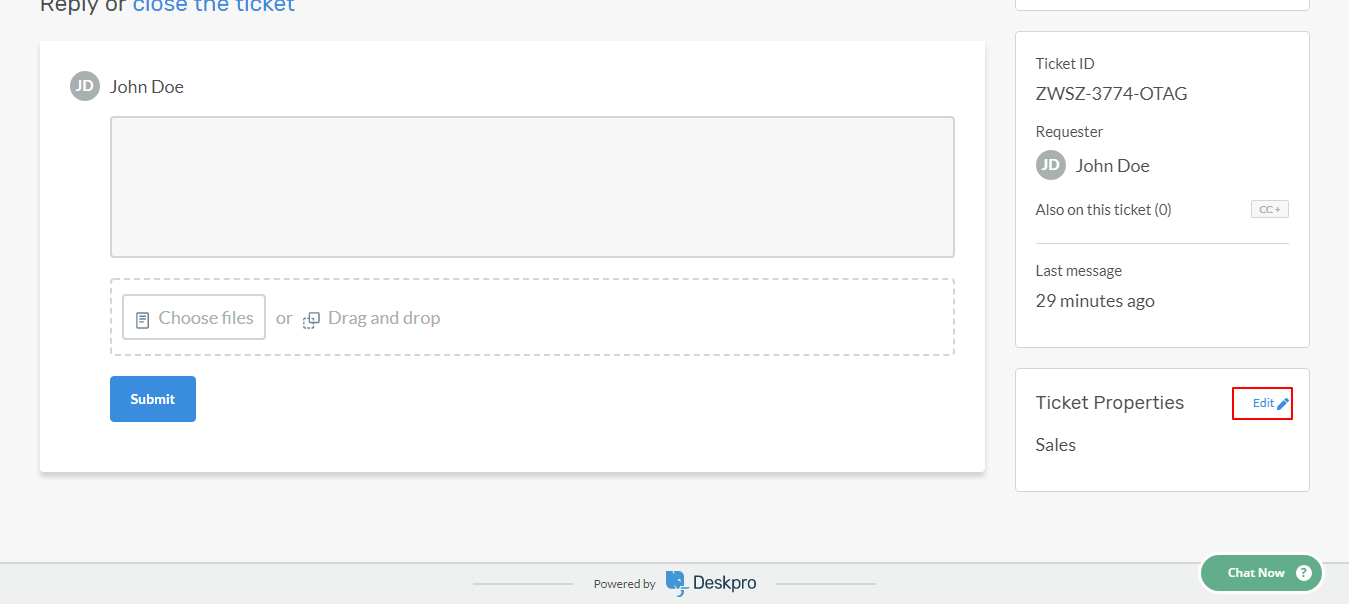 Reply or close the ticket
JD John Doe
Choose files or Drag and drop
Submit
Ticket ID
ZWSZ-3774-OTAG
Requester
JD John Doe
Also on this ticket (0) CC +
Last message
29 minutes ago
Ticket Properties Edit
Sales
Powered by Deskpro
Chat Now ?